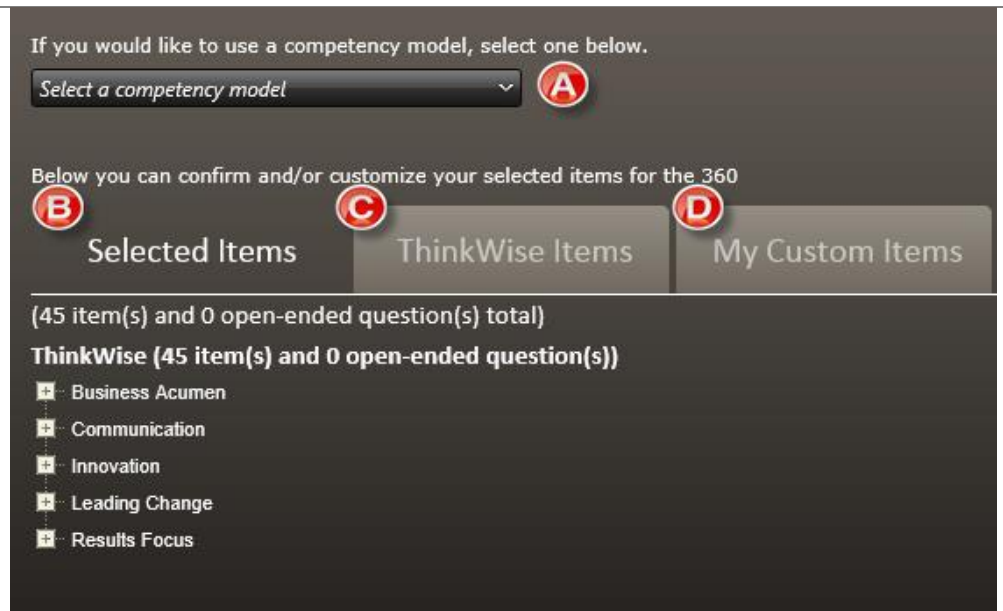 If you would like to use a competency model, select one below.
Select a competency model
A
Below you can confirm and/or customize your selected items for the 360
B
C
D
Selected Items
ThinkWise Items
My Custom Items
(45 item(s) and 0 open-ended question(s) total)
ThinkWise (45 item(s) and 0 open-ended question(s))
Business Acumen
Communication
Innovation
Leading Change
Results Focus